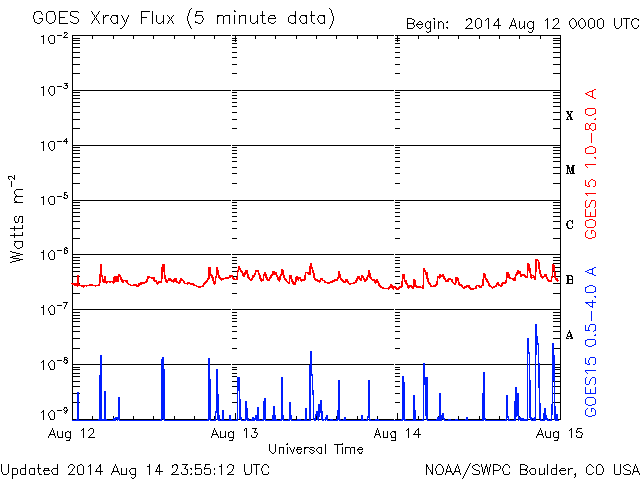 GOES Xray Flux (5 minute data)
Begin: 2014 Aug 12 0000 UTC
10⁻²
10⁻³
10⁻⁴
10⁻⁵
10⁻⁶
10⁻⁷
10⁻⁸
10⁻⁹
Watts m⁻²
X
M
C
B
A
GOES15 1.0-8.0 A
GOES15 0.5-4.0 A
Aug 12
Aug 13
Aug 14
Aug 15
Universal Time
Updated 2014 Aug 14 23:55:12 UTC
NOAA/SWPC Boulder, CO USA